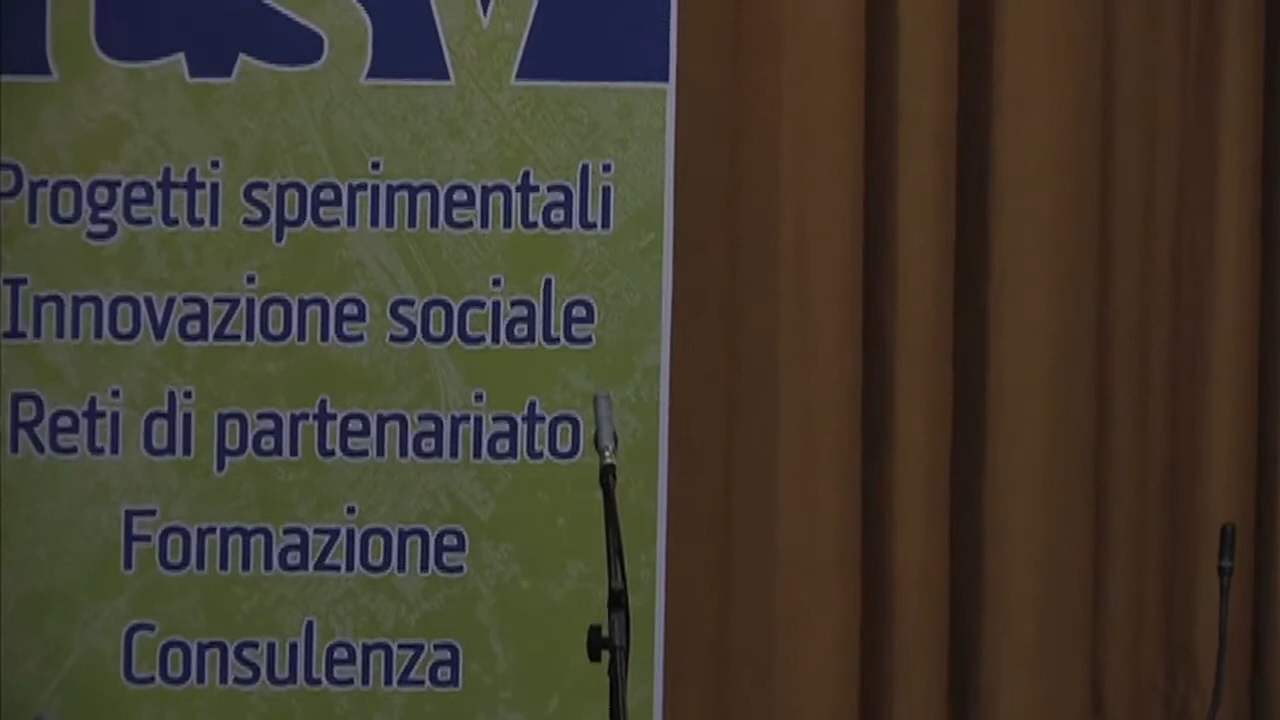 Progetti sperimentali
Innovazione sociale
Reti di partenariato
Formazione
Consulenza